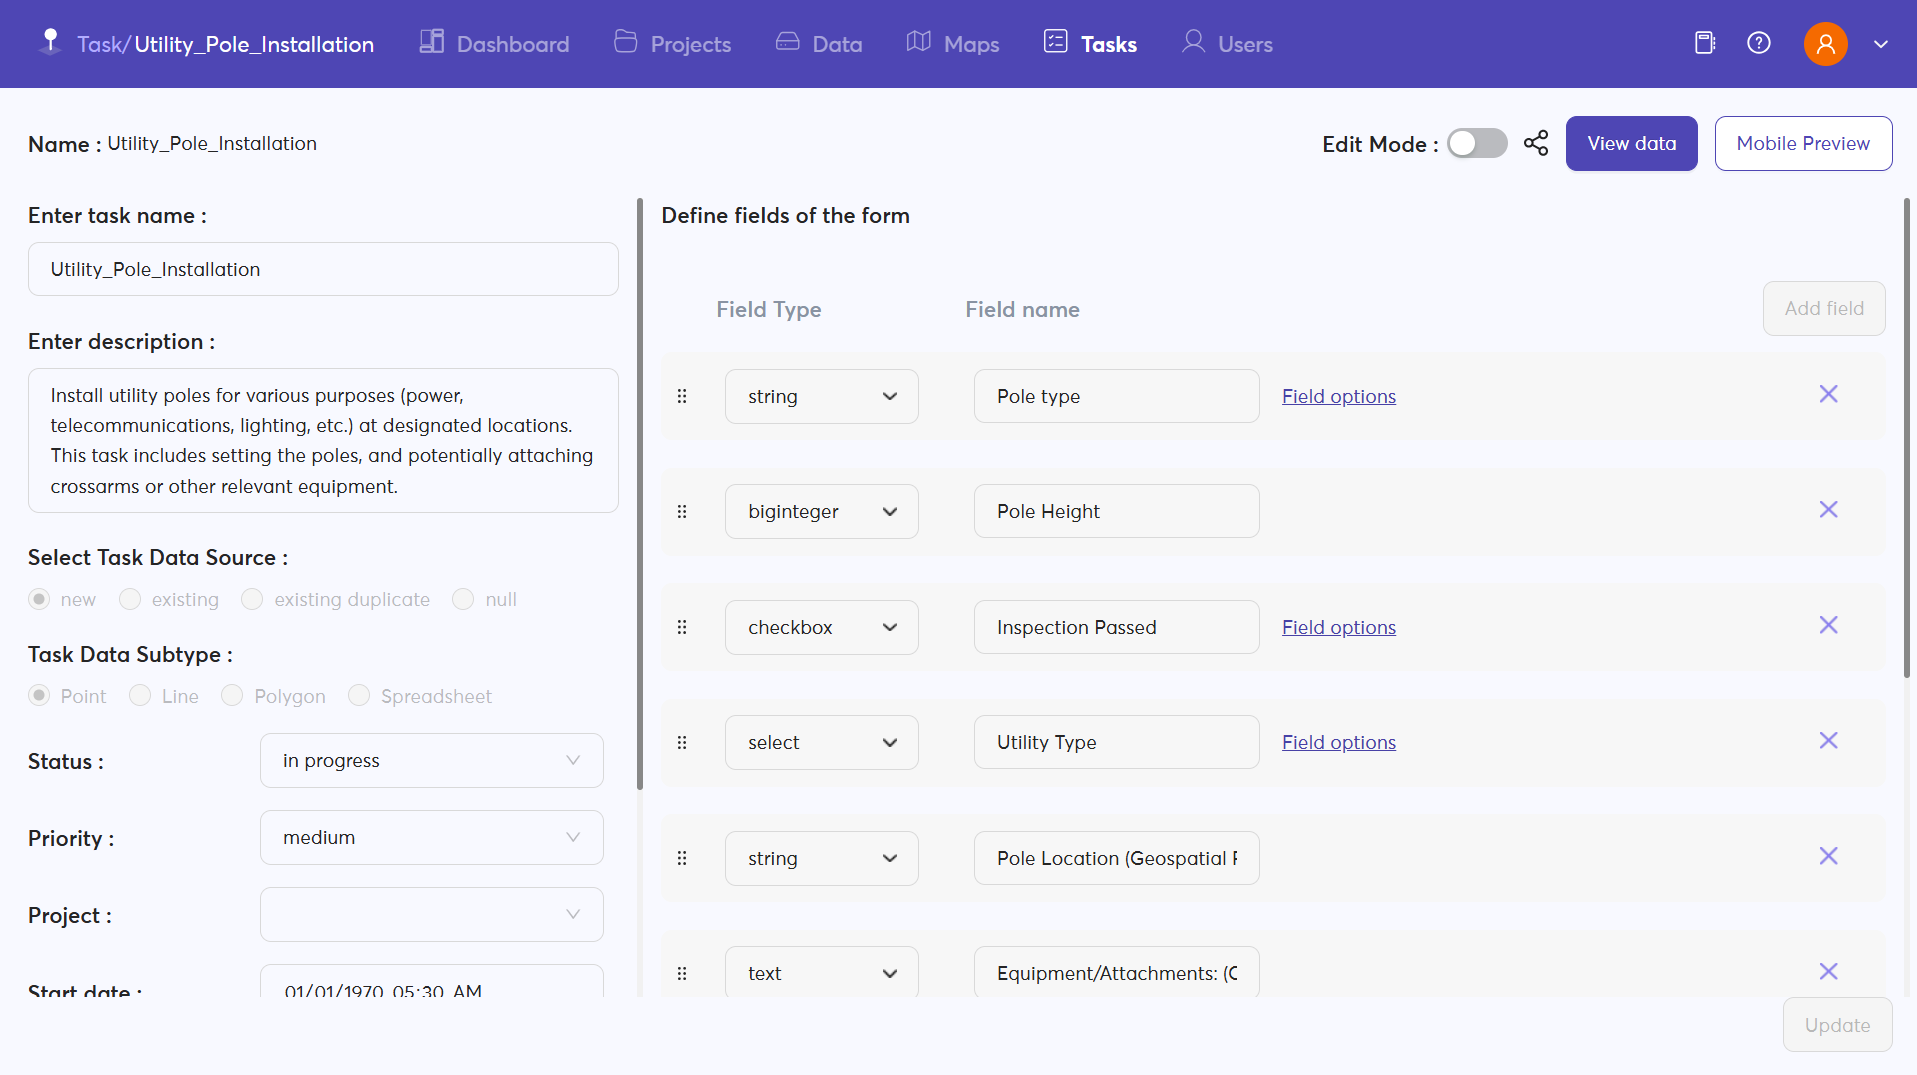 Task/Utility_Pole_Installation
Dashboard
Projects
Data
Maps
Tasks
Users
Name : Utility_Pole_Installation
Edit Mode :
View data
Mobile Preview
Enter task name :
Utility_Pole_Installation
Enter description :
Install utility poles for various purposes (power,
telecommunications, lighting, etc.) at designated locations.
This task includes setting the poles, and potentially attaching
crossarms or other relevant equipment.
Select Task Data Source :
new existing existing duplicate null
Task Data Subtype :
Point Line Polygon Spreadsheet
Status : in progress
Priority : medium
Project :
Start date : 01/01/1970 05:30 AM
Define fields of the form
Field Type Field name Add field
string Pole type Field options
biginteger Pole Height
checkbox Inspection Passed Field options
select Utility Type Field options
string Pole Location (Geospatial
text Equipment/Attachments:
Update